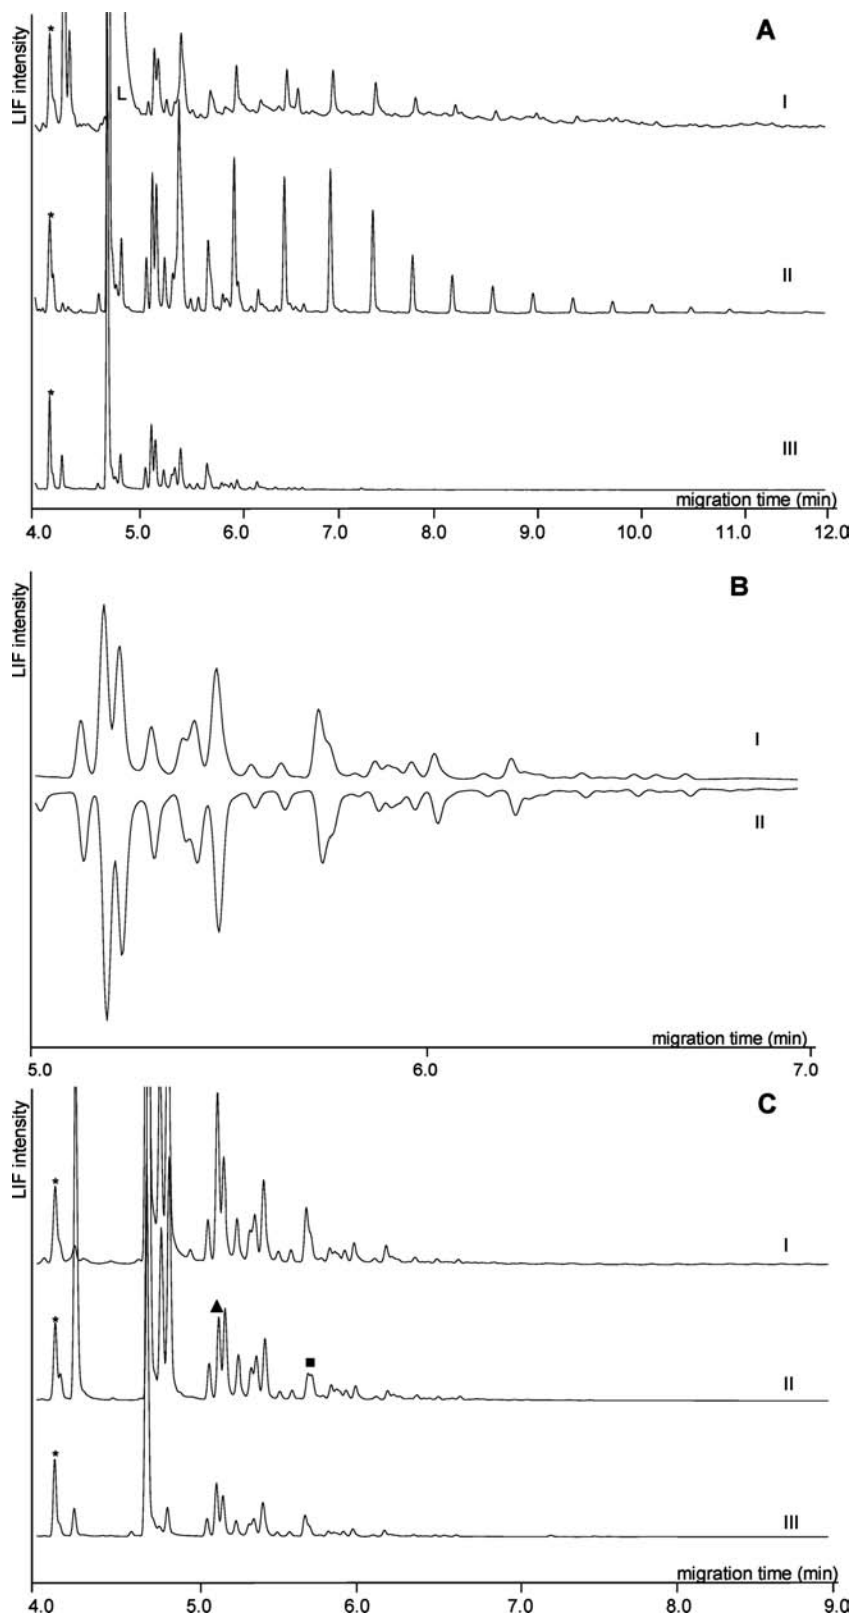 A
LIF intensity
*
L
I
*
II
*
III
migration time (min)
4.0 5.0 6.0 7.0 8.0 9.0 10.0 11.0 12.0
B
LIF intensity
I
II
migration time (min)
5.0 6.0 7.0
C
LIF intensity
*
I
▲
*
■
II
*
III
migration time (min)
4.0 5.0 6.0 7.0 8.0 9.0